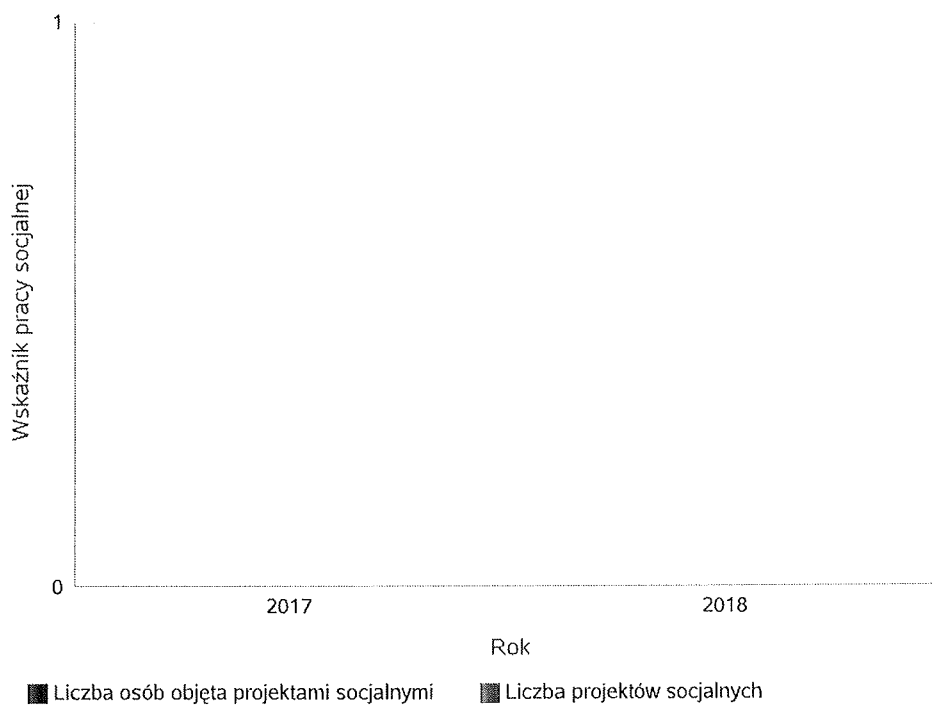 1
Wskaźnik pracy socjalnej
0
2017 2018
Rok
Liczba osób objęta projektami socjalnymi Liczba projektów socjalnych